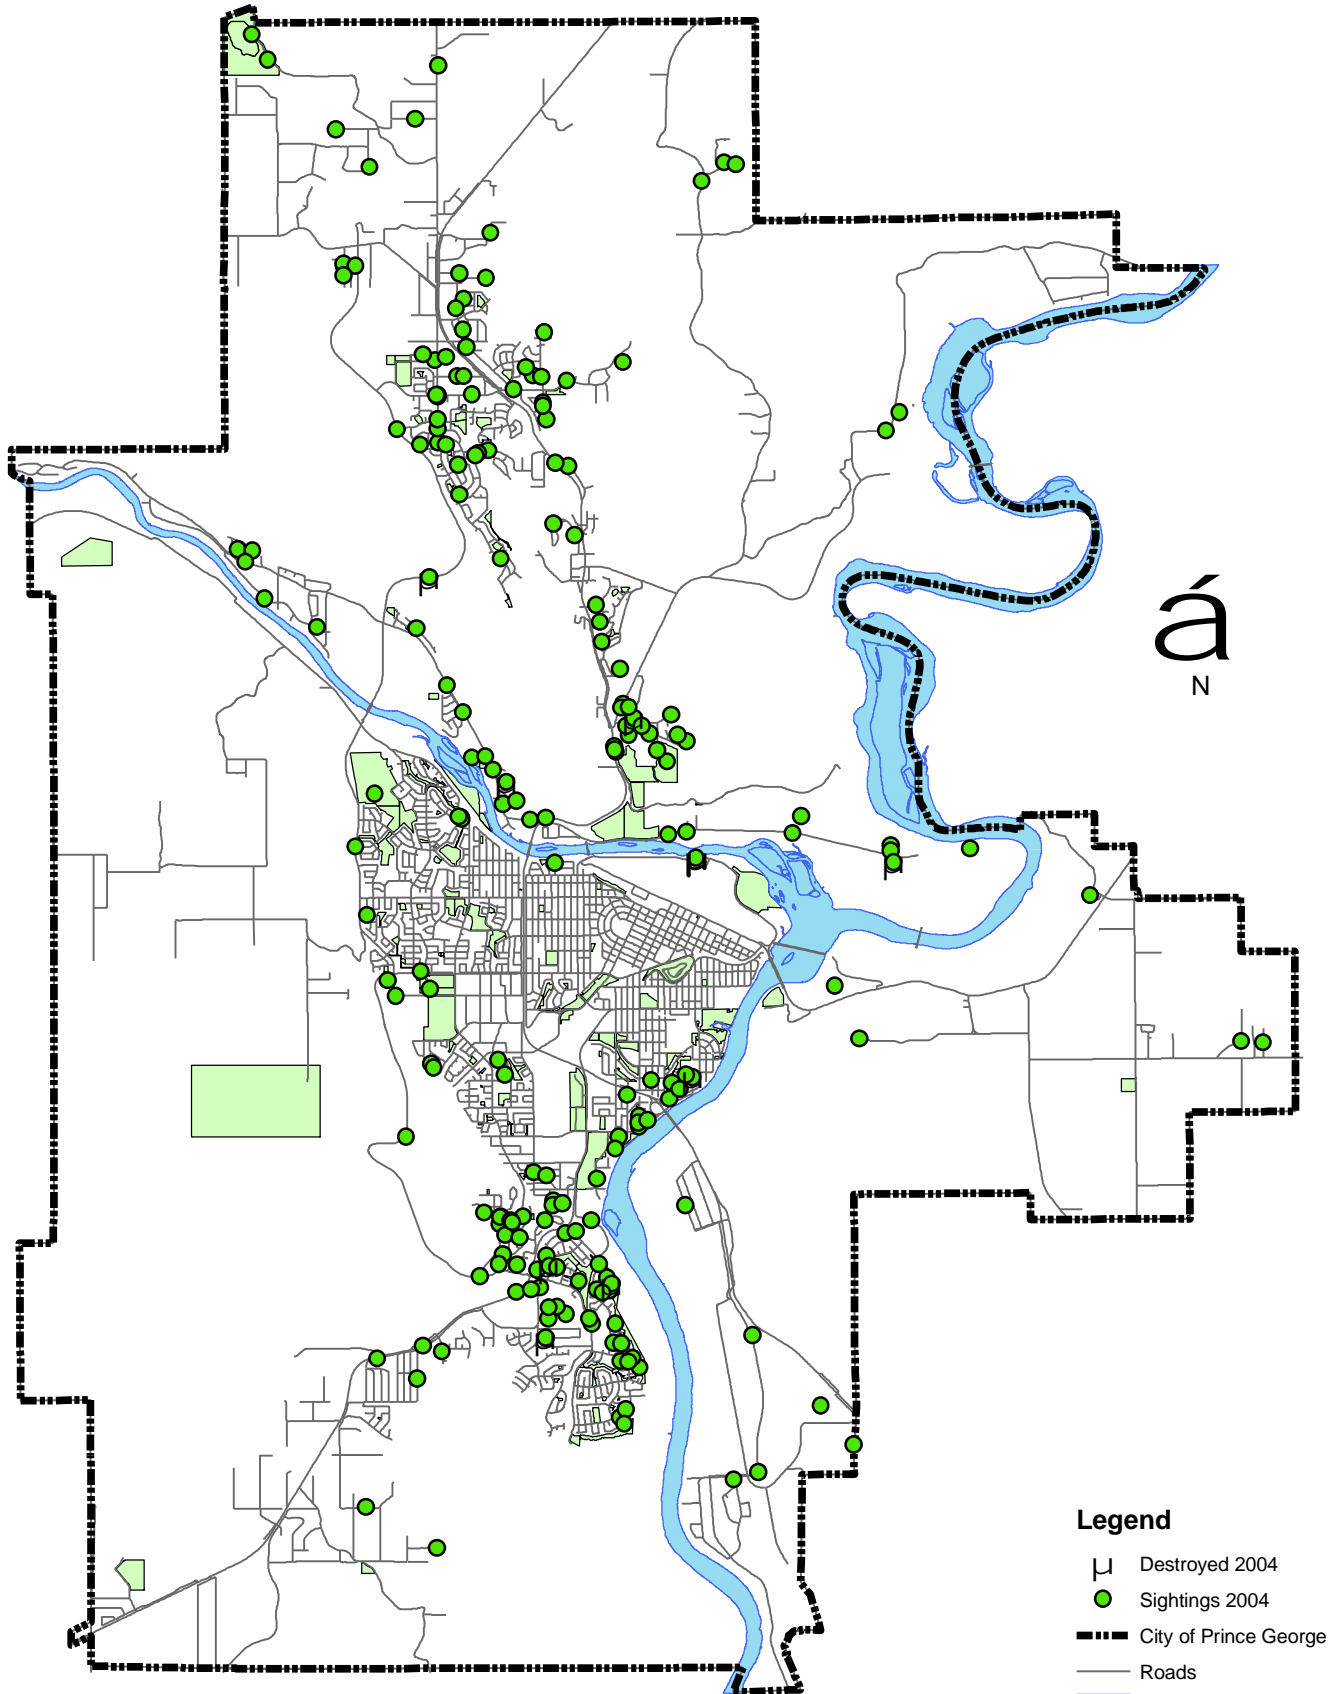 á
N
Legend
µ Destroyed 2004
Sightings 2004
City of Prince George
Roads